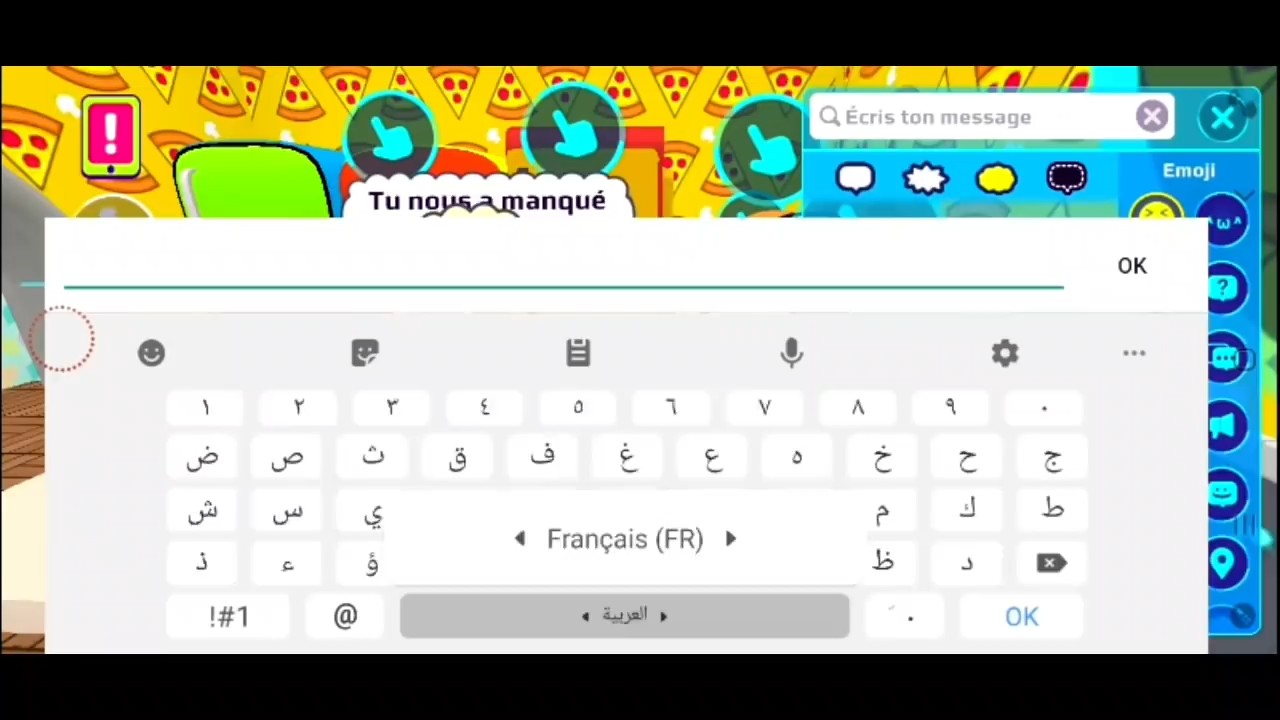 Écris ton message
Emoji
Tu nous a manqué
^ω^
?
OK
١ ٢ ٣ ٤ ٥ ٦ ٧ ٨ ٩ ٠
ض ص ث ق ف غ ع ه خ ح ج
ش س ي م ك ط
Français (FR)
ذ ء ؤ ظ د
!#1 @ العربية . OK